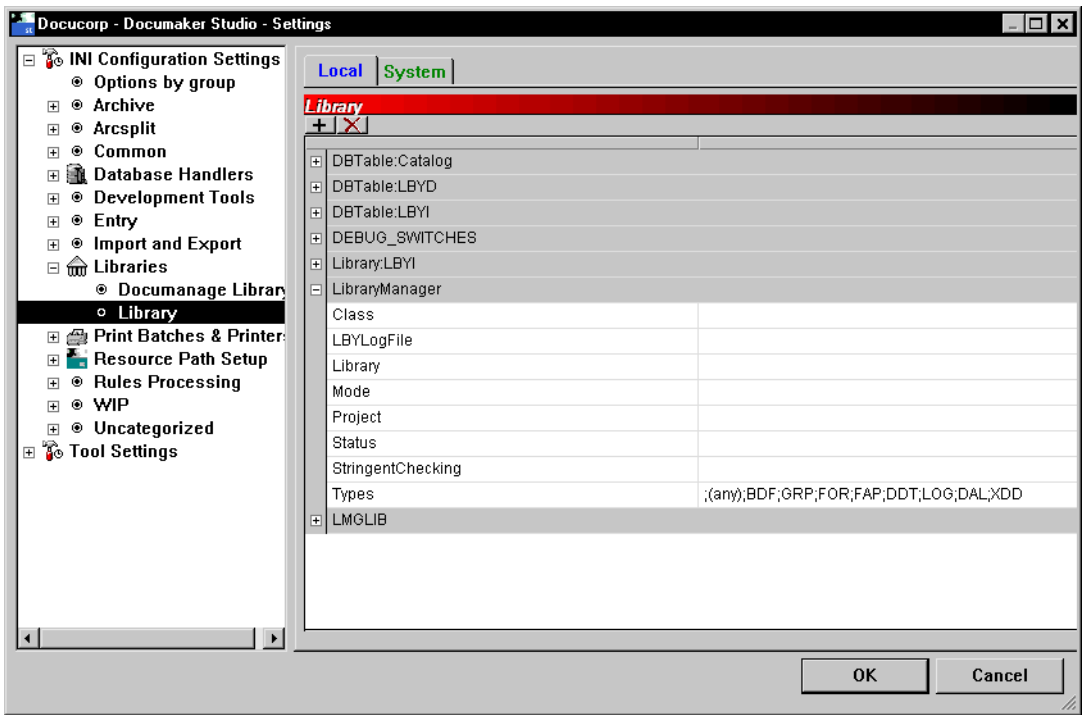 Docucorp - Documaker Studio - Settings
INI Configuration Settings
Options by group
Archive
Arcsplit
Common
Database Handlers
Development Tools
Entry
Import and Export
Libraries
Documanage Library
Library
Print Batches & Printer
Resource Path Setup
Rules Processing
WIP
Uncategorized
Tool Settings
Local System
Library
DBTable:Catalog
DBTable:LBYD
DBTable:LBYI
DEBUG_SWITCHES
Library:LBYI
LibraryManager
Class
LBYLogFile
Library
Mode
Project
Status
StringentChecking
Types ;(any);BDF;GRP;FOR;FAP;DDT;LOG;DAL;XDD
LMGLIB
OK Cancel